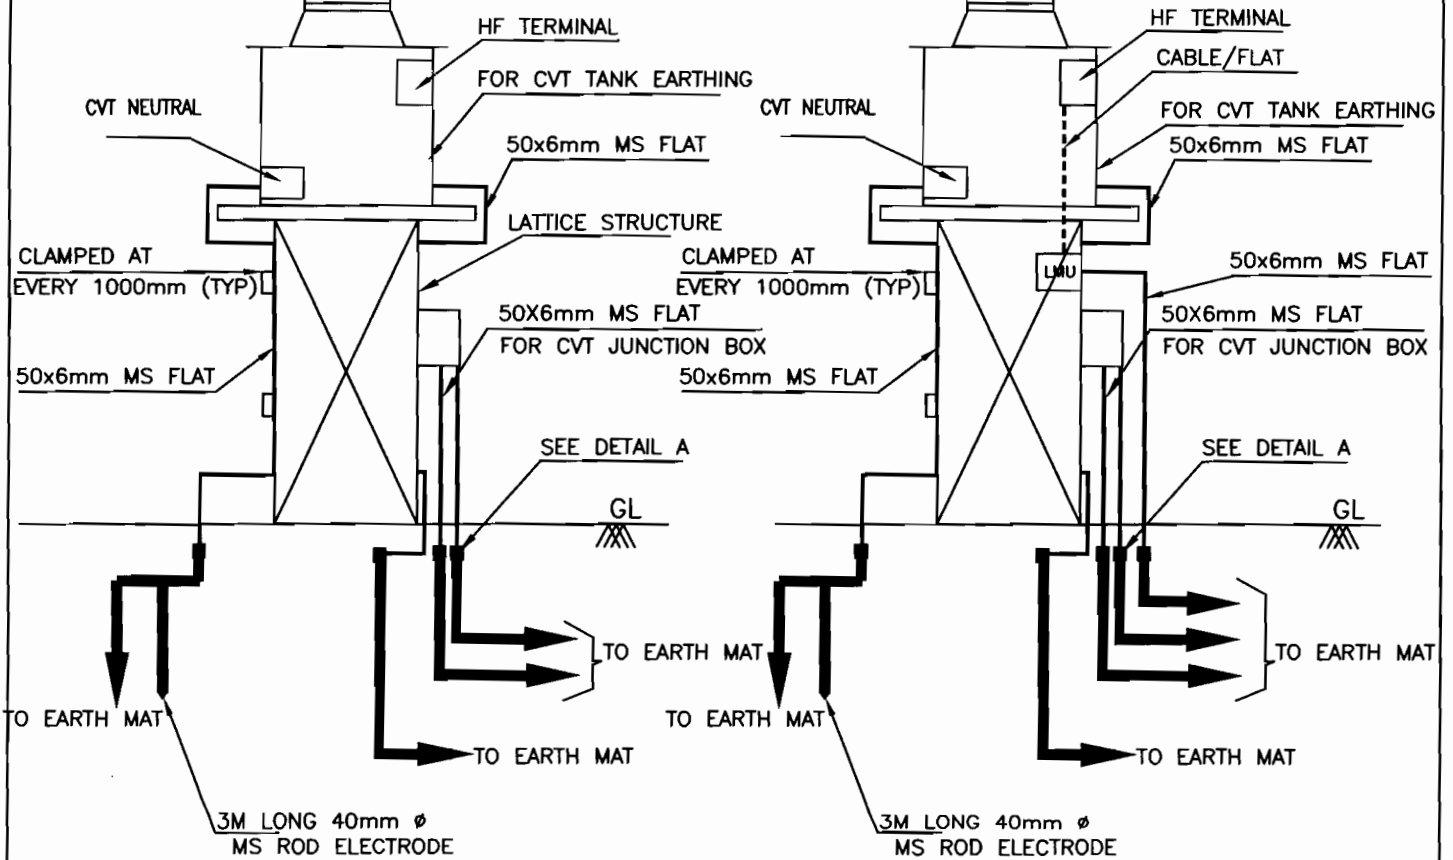 HF TERMINAL
FOR CVT TANK EARTHING
CVT NEUTRAL
50x6mm MS FLAT
LATTICE STRUCTURE
CLAMPED AT
EVERY 1000mm (TYP)
50X6mm MS FLAT
FOR CVT JUNCTION BOX
50x6mm MS FLAT
SEE DETAIL A
GL
TO EARTH MAT
TO EARTH MAT
TO EARTH MAT
3M LONG 40mm ø
MS ROD ELECTRODE
HF TERMINAL
CABLE/FLAT
CVT NEUTRAL
FOR CVT TANK EARTHING
50x6mm MS FLAT
CLAMPED AT
EVERY 1000mm (TYP)
LMU
50x6mm MS FLAT
50X6mm MS FLAT
FOR CVT JUNCTION BOX
50x6mm MS FLAT
SEE DETAIL A
GL
TO EARTH MAT
TO EARTH MAT
TO EARTH MAT
3M LONG 40mm ø
MS ROD ELECTRODE